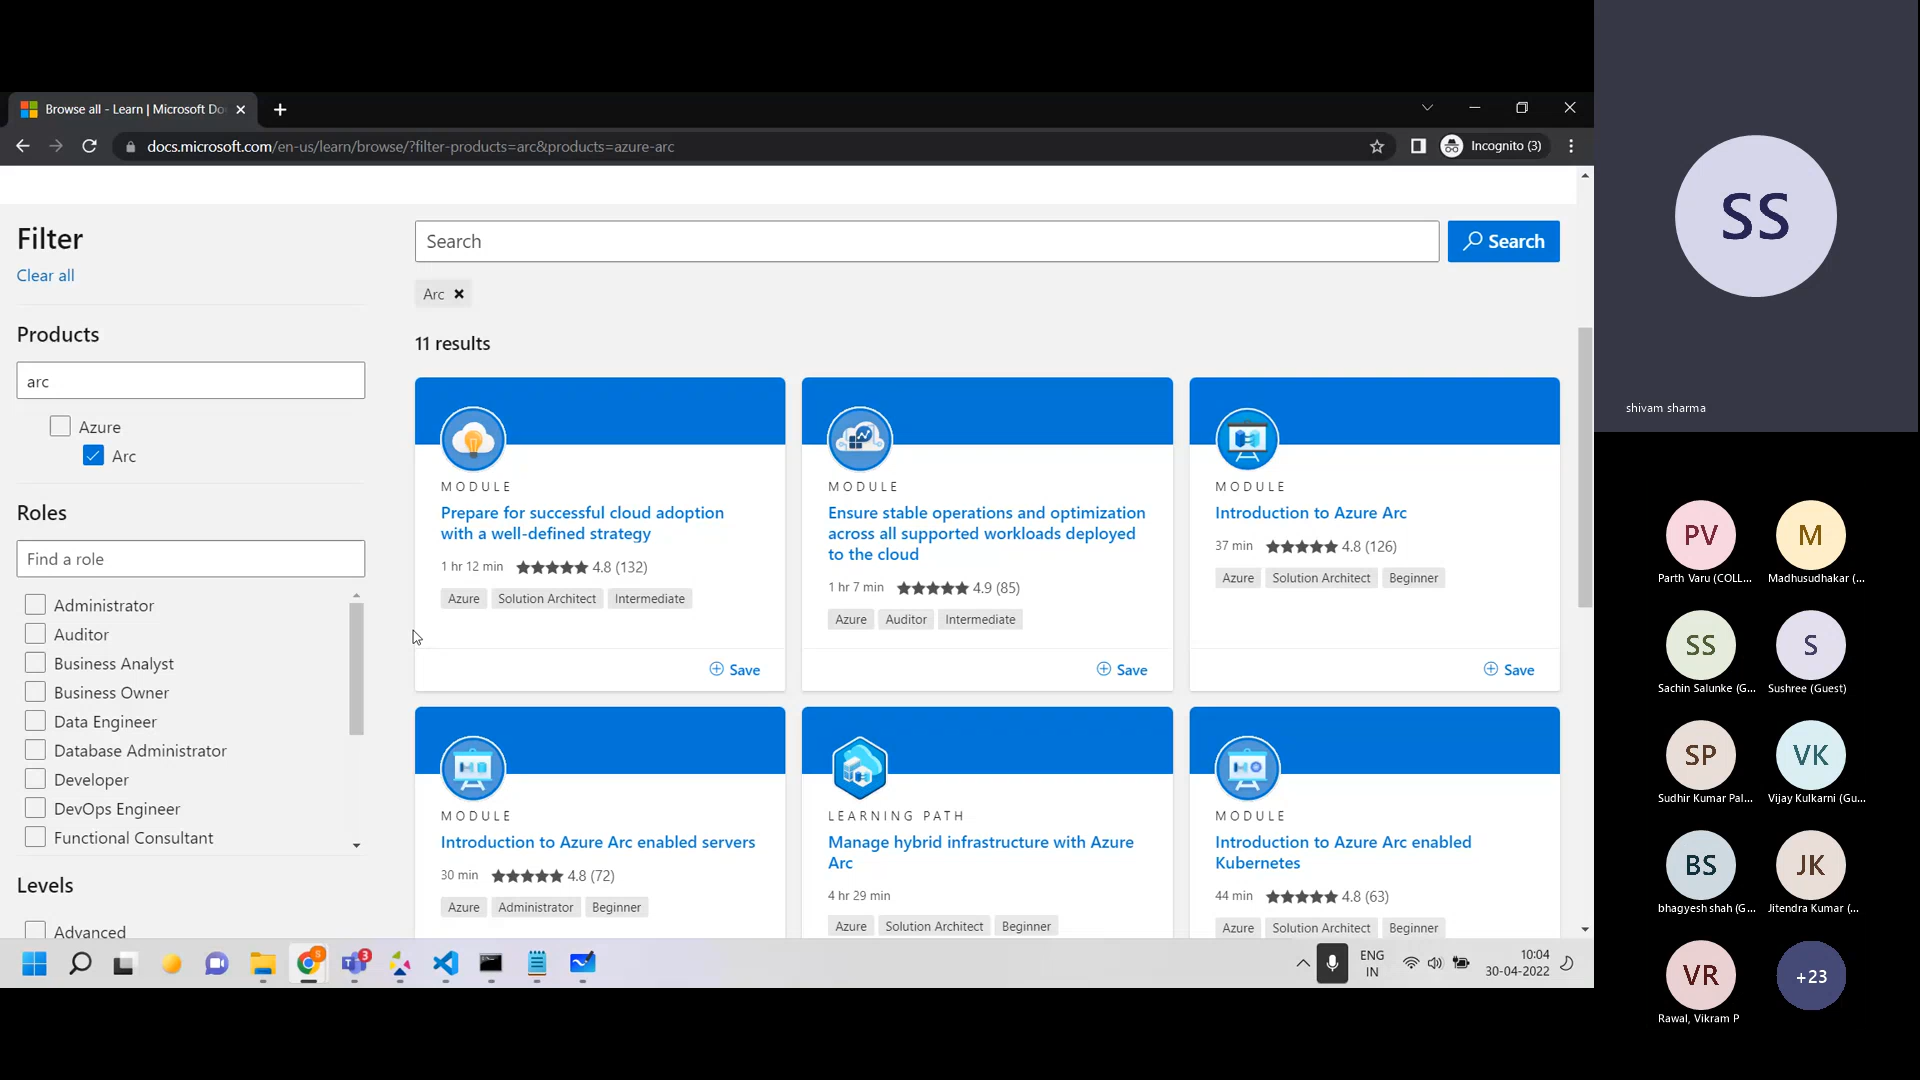 Browse all - Learn | Microsoft Do
docs.microsoft.com/en-us/learn/browse/?filter-products=arc&products=azure-arc
Incognito (3)
Filter
Clear all
Products
arc
Azure
Arc
Roles
Find a role
Administrator
Auditor
Business Analyst
Business Owner
Data Engineer
Database Administrator
Developer
DevOps Engineer
Functional Consultant
Levels
Advanced
Search
Search
Arc
11 results
MODULE
Prepare for successful cloud adoption
with a well-defined strategy
1 hr 12 min 4.8 (132)
Azure Solution Architect Intermediate
Save
MODULE
Ensure stable operations and optimization
across all supported workloads deployed
to the cloud
1 hr 7 min 4.9 (85)
Azure Auditor Intermediate
Save
MODULE
Introduction to Azure Arc
37 min 4.8 (126)
Azure Solution Architect Beginner
Save
MODULE
Introduction to Azure Arc enabled servers
30 min 4.8 (72)
Azure Administrator Beginner
LEARNING PATH
Manage hybrid infrastructure with Azure
Arc
4 hr 29 min
Azure Solution Architect Beginner
MODULE
Introduction to Azure Arc enabled
Kubernetes
44 min 4.8 (63)
Azure Solution Architect Beginner
8
3
ENG
IN
10:04
30-04-2022
SS
shivam sharma
PV
Parth Varu (COLL...
M
Madhusudhakar (...
SS
Sachin Salunke (G...
S
Sushree (Guest)
SP
Sudhir Kumar Pal...
VK
Vijay Kulkarni (Gu...
BS
bhagyesh shah (G...
JK
Jitendra Kumar (...
VR
Rawal, Vikram P
+23